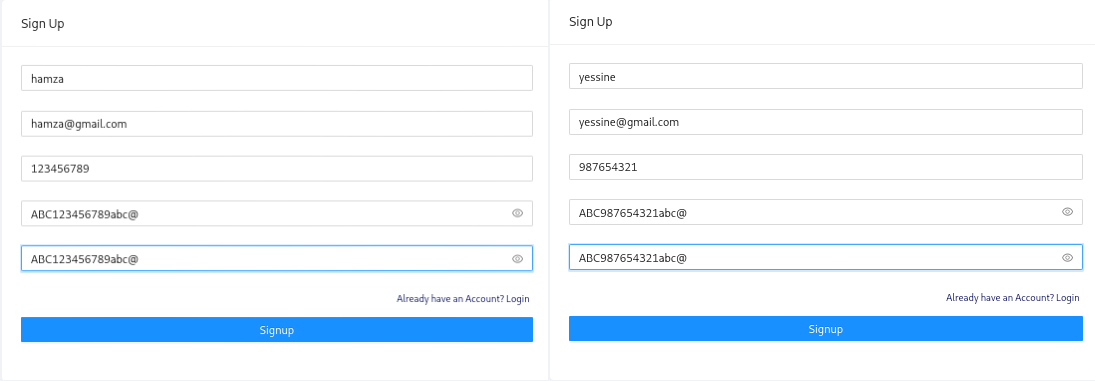 Sign Up
hamza
hamza@gmail.com
123456789
ABC123456789abc@
ABC123456789abc@
Already have an Account? Login
Signup
Sign Up
yessine
yessine@gmail.com
987654321
ABC987654321abc@
ABC987654321abc@
Already have an Account? Login
Signup